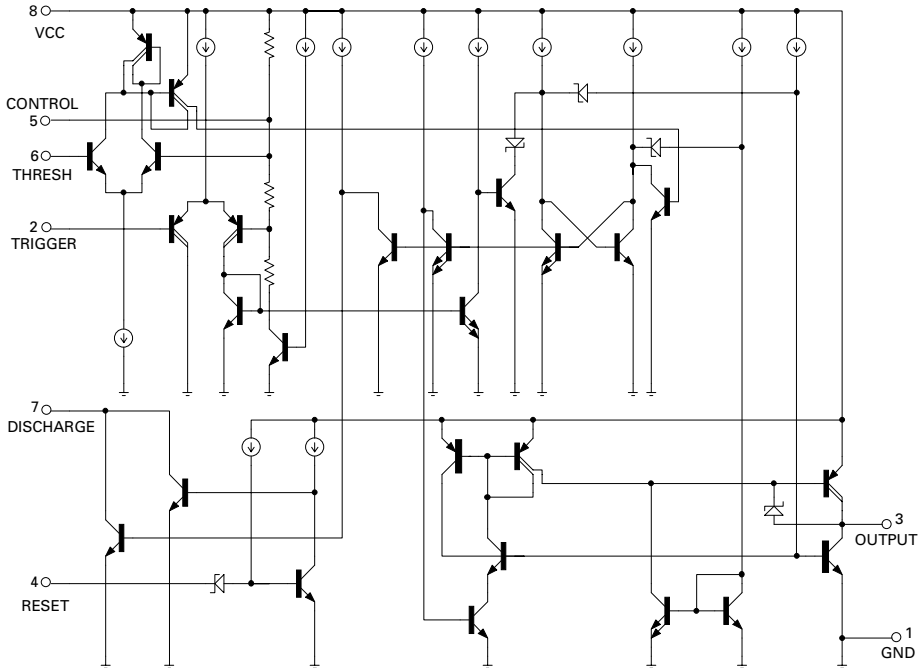 8
VCC
CONTROL
5
6
THRESH
2
TRIGGER
7
DISCHARGE
3
OUTPUT
4
RESET
1
GND